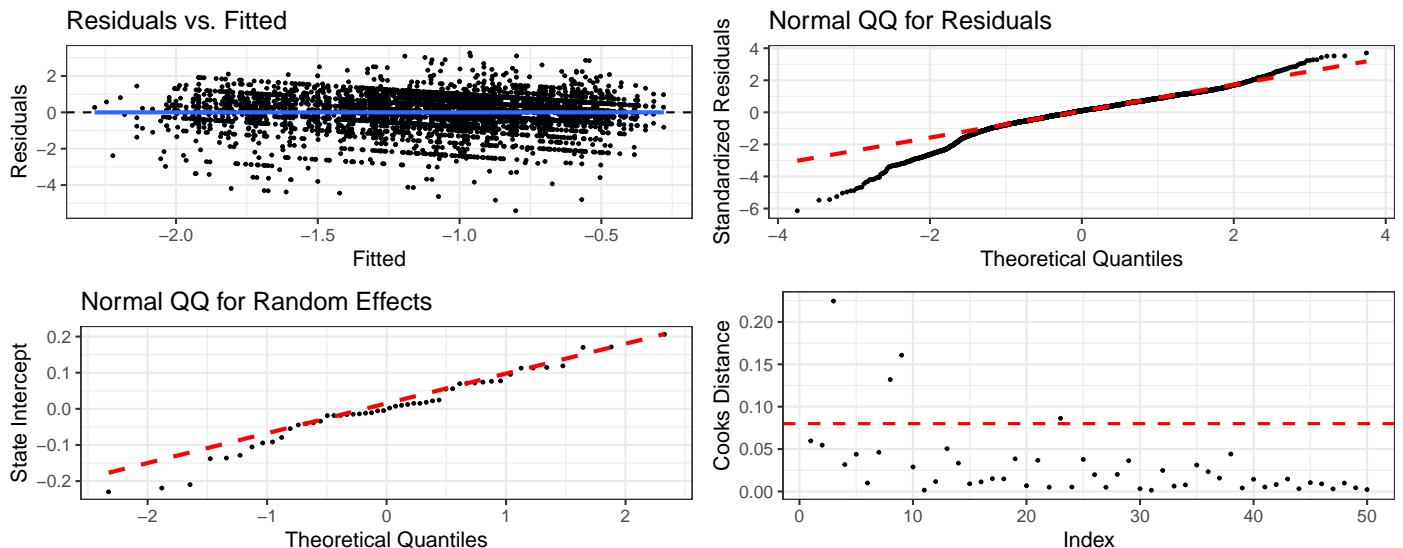 Residuals vs. Fitted
Residuals
2
0
−2
−4
−2.0 −1.5 −1.0 −0.5
Fitted
Normal QQ for Residuals
Standardized Residuals
4
2
0
−2
−4
−6
−4 −2 0 2 4
Theoretical Quantiles
Normal QQ for Random Effects
State Intercept
0.2
0.1
0.0
−0.1
−0.2
−2 −1 0 1 2
Theoretical Quantiles
Cooks Distance
0.20
0.15
0.10
0.05
0.00
0 10 20 30 40 50
Index